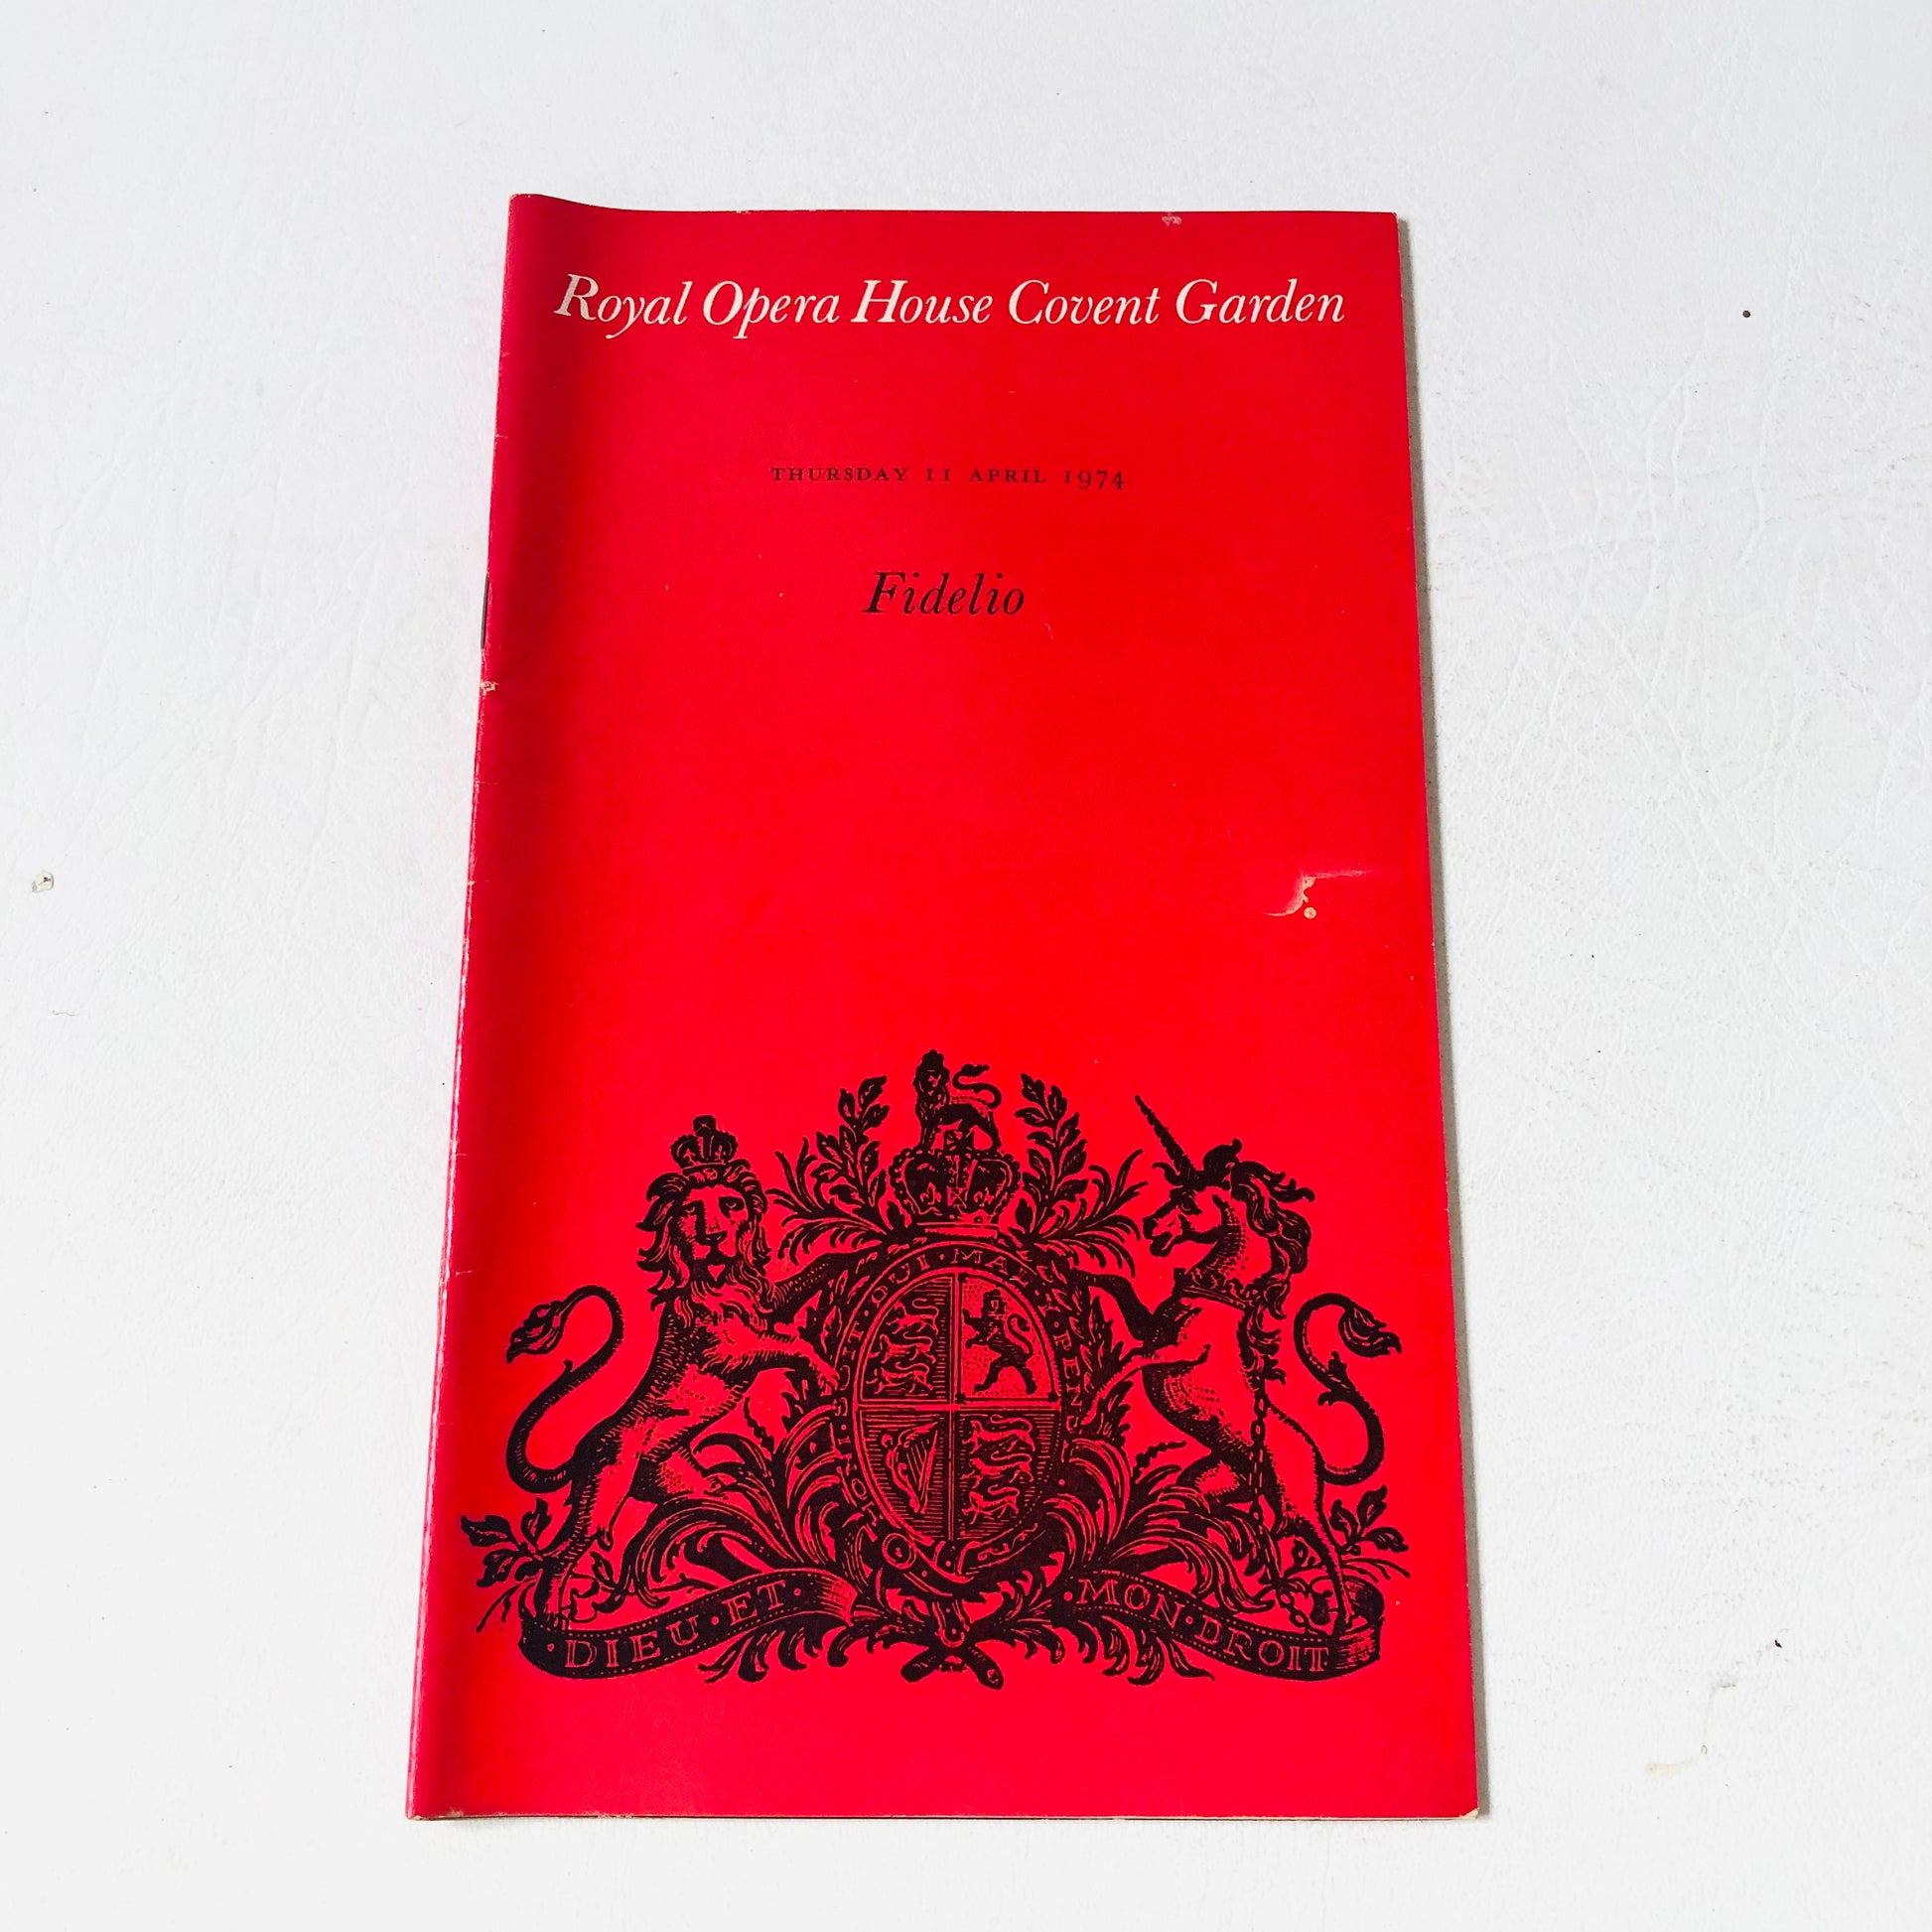 Royal Opera House Covent Garden
THURSDAY 11 APRIL 1974
Fidelio
DIEU·ET· ·MON·DROIT·